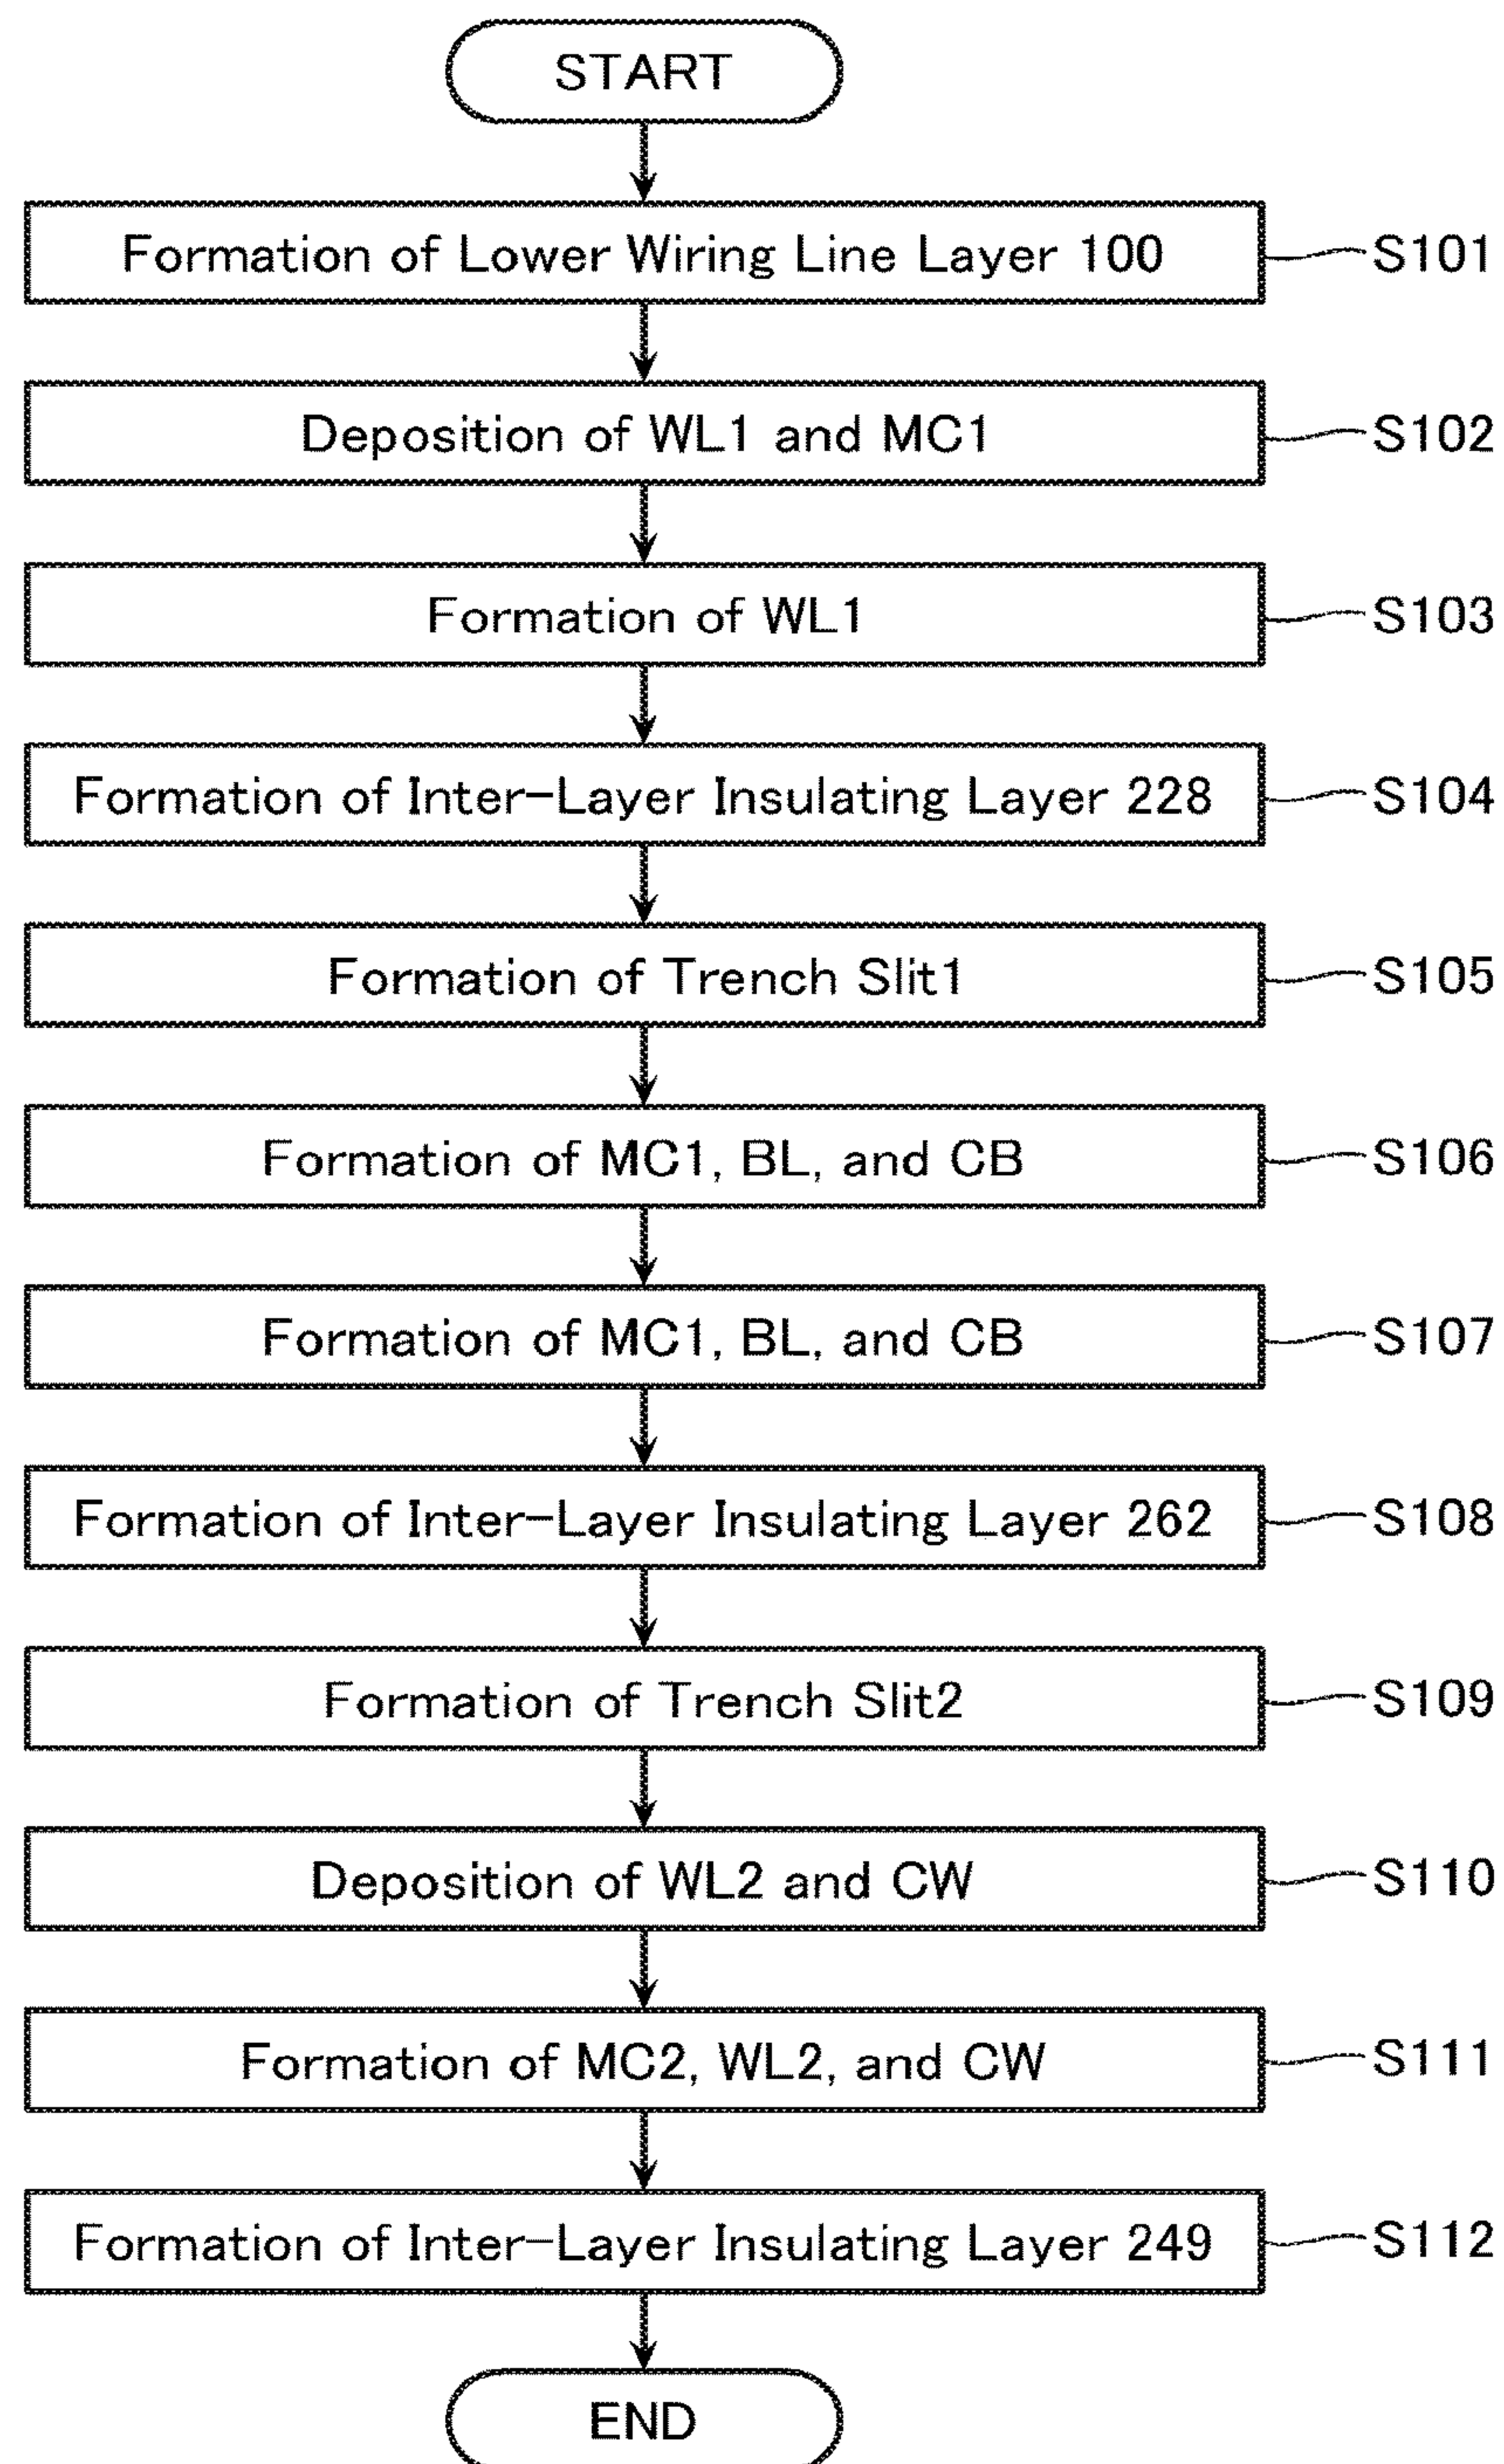 START
Formation of Lower Wiring Line Layer 100 S101
Deposition of WL1 and MC1 S102
Formation of WL1 S103
Formation of Inter-Layer Insulating Layer 228 S104
Formation of Trench Slit1 S105
Formation of MC1, BL, and CB S106
Formation of MC1, BL, and CB S107
Formation of Inter-Layer Insulating Layer 262 S108
Formation of Trench Slit2 S109
Deposition of WL2 and CW S110
Formation of MC2, WL2, and CW S111
Formation of Inter-Layer Insulating Layer 249 S112
END